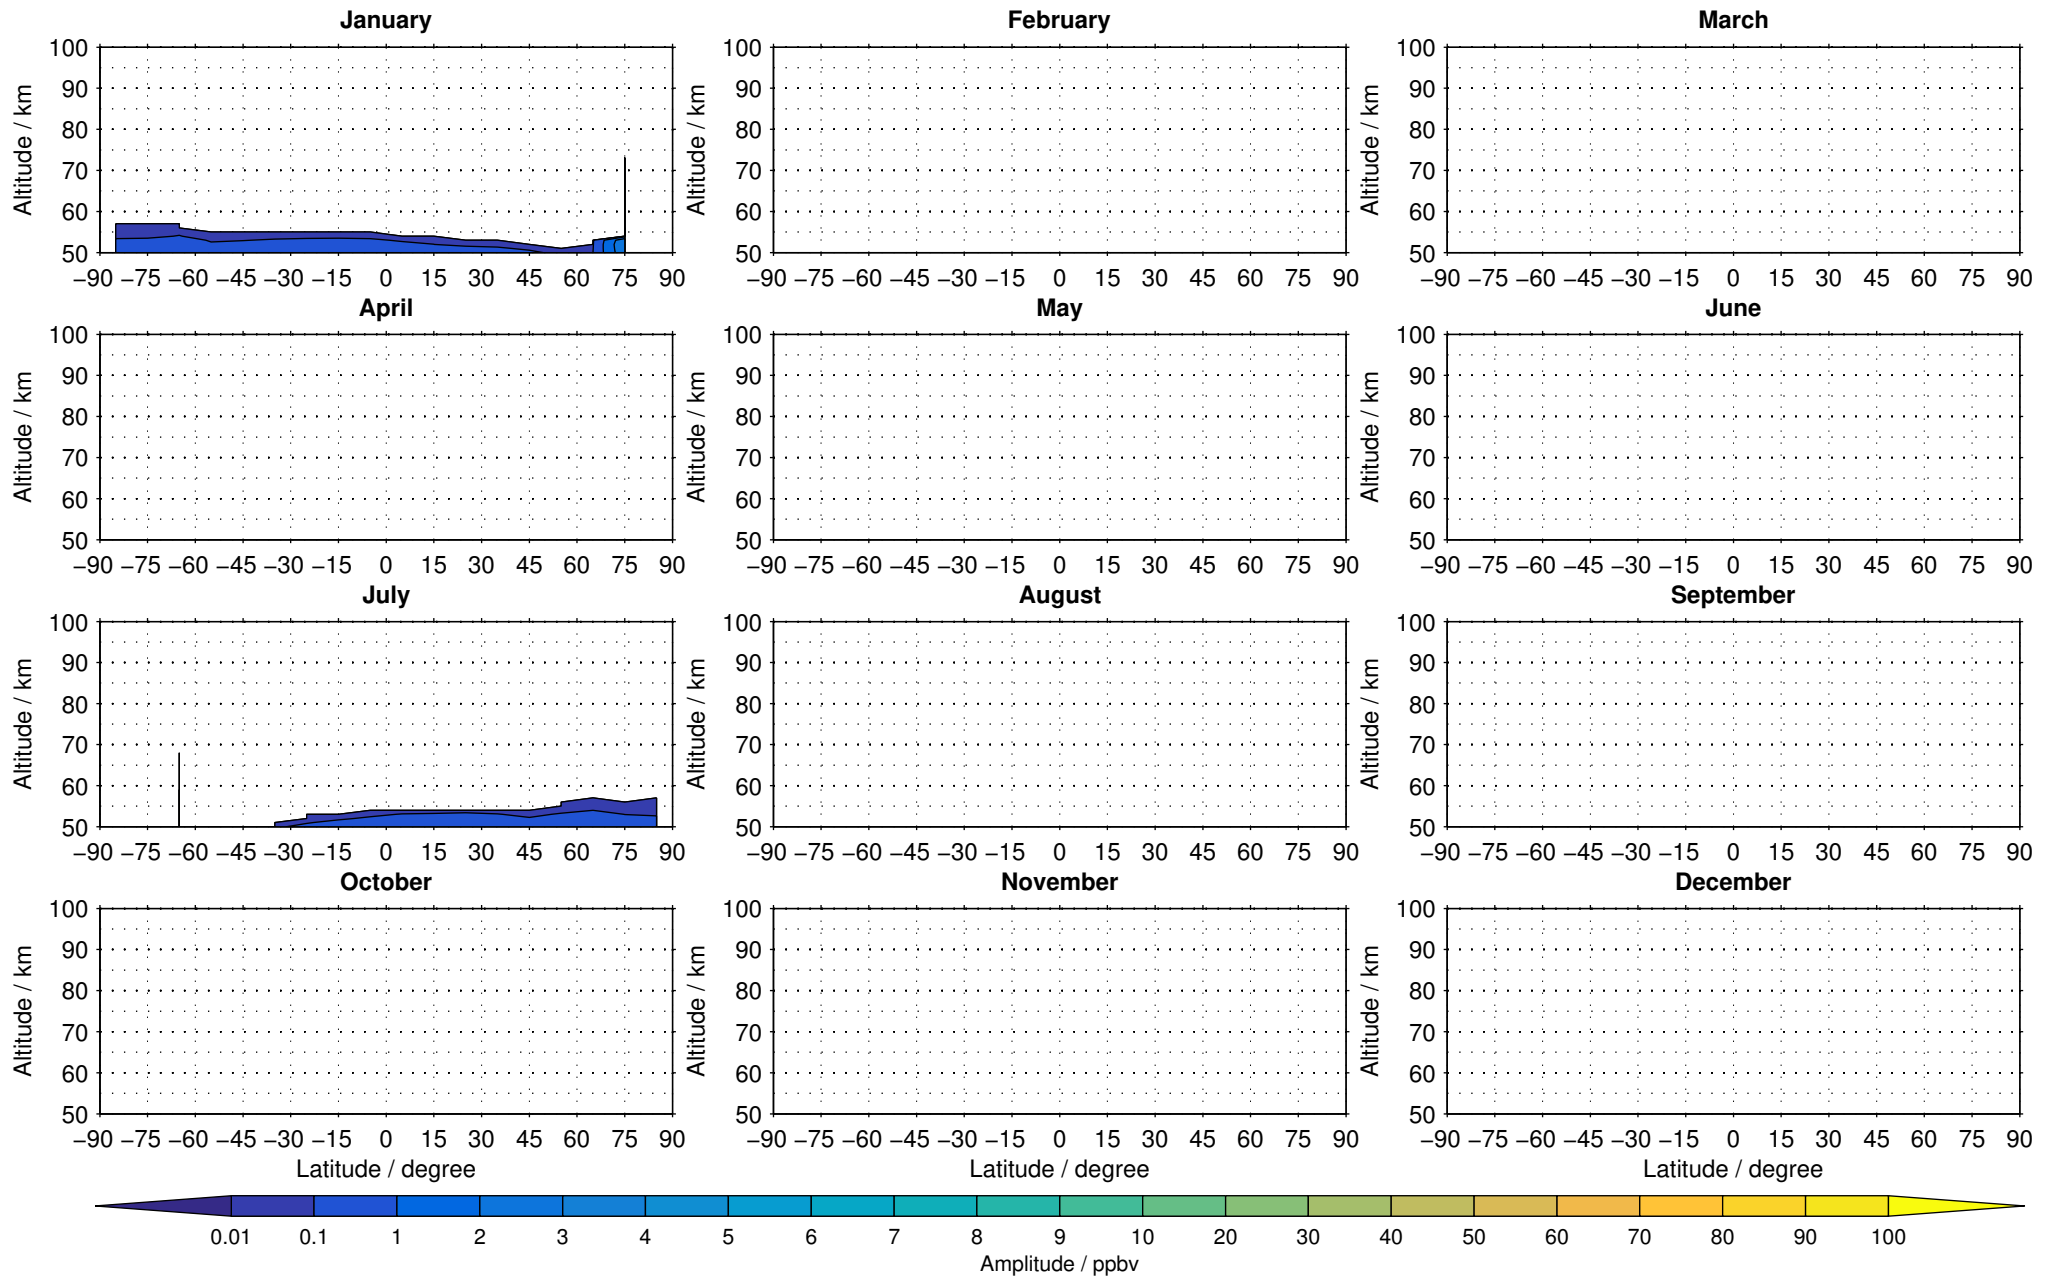 January February March
100 100 100
90 90 90
80 80 80
70 70 70
60 60 60
50 50 50
Altitude / km Altitude / km Altitude / km
−90 −75 −60 −45 −30 −15 0 15 30 45 60 75 90 −90 −75 −60 −45 −30 −15 0 15 30 45 60 75 90 −90 −75 −60 −45 −30 −15 0 15 30 45 60 75 90
April May June
100 100 100
90 90 90
80 80 80
70 70 70
60 60 60
50 50 50
Altitude / km Altitude / km Altitude / km
−90 −75 −60 −45 −30 −15 0 15 30 45 60 75 90 −90 −75 −60 −45 −30 −15 0 15 30 45 60 75 90 −90 −75 −60 −45 −30 −15 0 15 30 45 60 75 90
July August September
100 100 100
90 90 90
80 80 80
70 70 70
60 60 60
50 50 50
Altitude / km Altitude / km Altitude / km
−90 −75 −60 −45 −30 −15 0 15 30 45 60 75 90 −90 −75 −60 −45 −30 −15 0 15 30 45 60 75 90 −90 −75 −60 −45 −30 −15 0 15 30 45 60 75 90
October November December
100 100 100
90 90 90
80 80 80
70 70 70
60 60 60
50 50 50
Altitude / km Altitude / km Altitude / km
−90 −75 −60 −45 −30 −15 0 15 30 45 60 75 90 −90 −75 −60 −45 −30 −15 0 15 30 45 60 75 90 −90 −75 −60 −45 −30 −15 0 15 30 45 60 75 90
Latitude / degree Latitude / degree Latitude / degree
0.01 0.1 1 2 3 4 5 6 7 8 9 10 20 30 40 50 60 70 80 90 100
Amplitude / ppbv